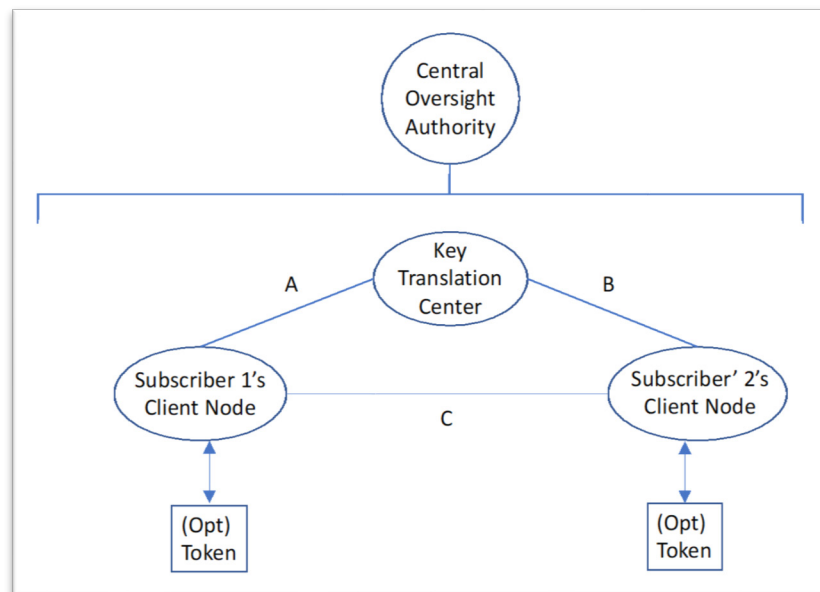 Central
Oversight
Authority
Key
Translation
Center
A
B
Subscriber 1's
Client Node
Subscriber' 2's
Client Node
C
(Opt)
Token
(Opt)
Token